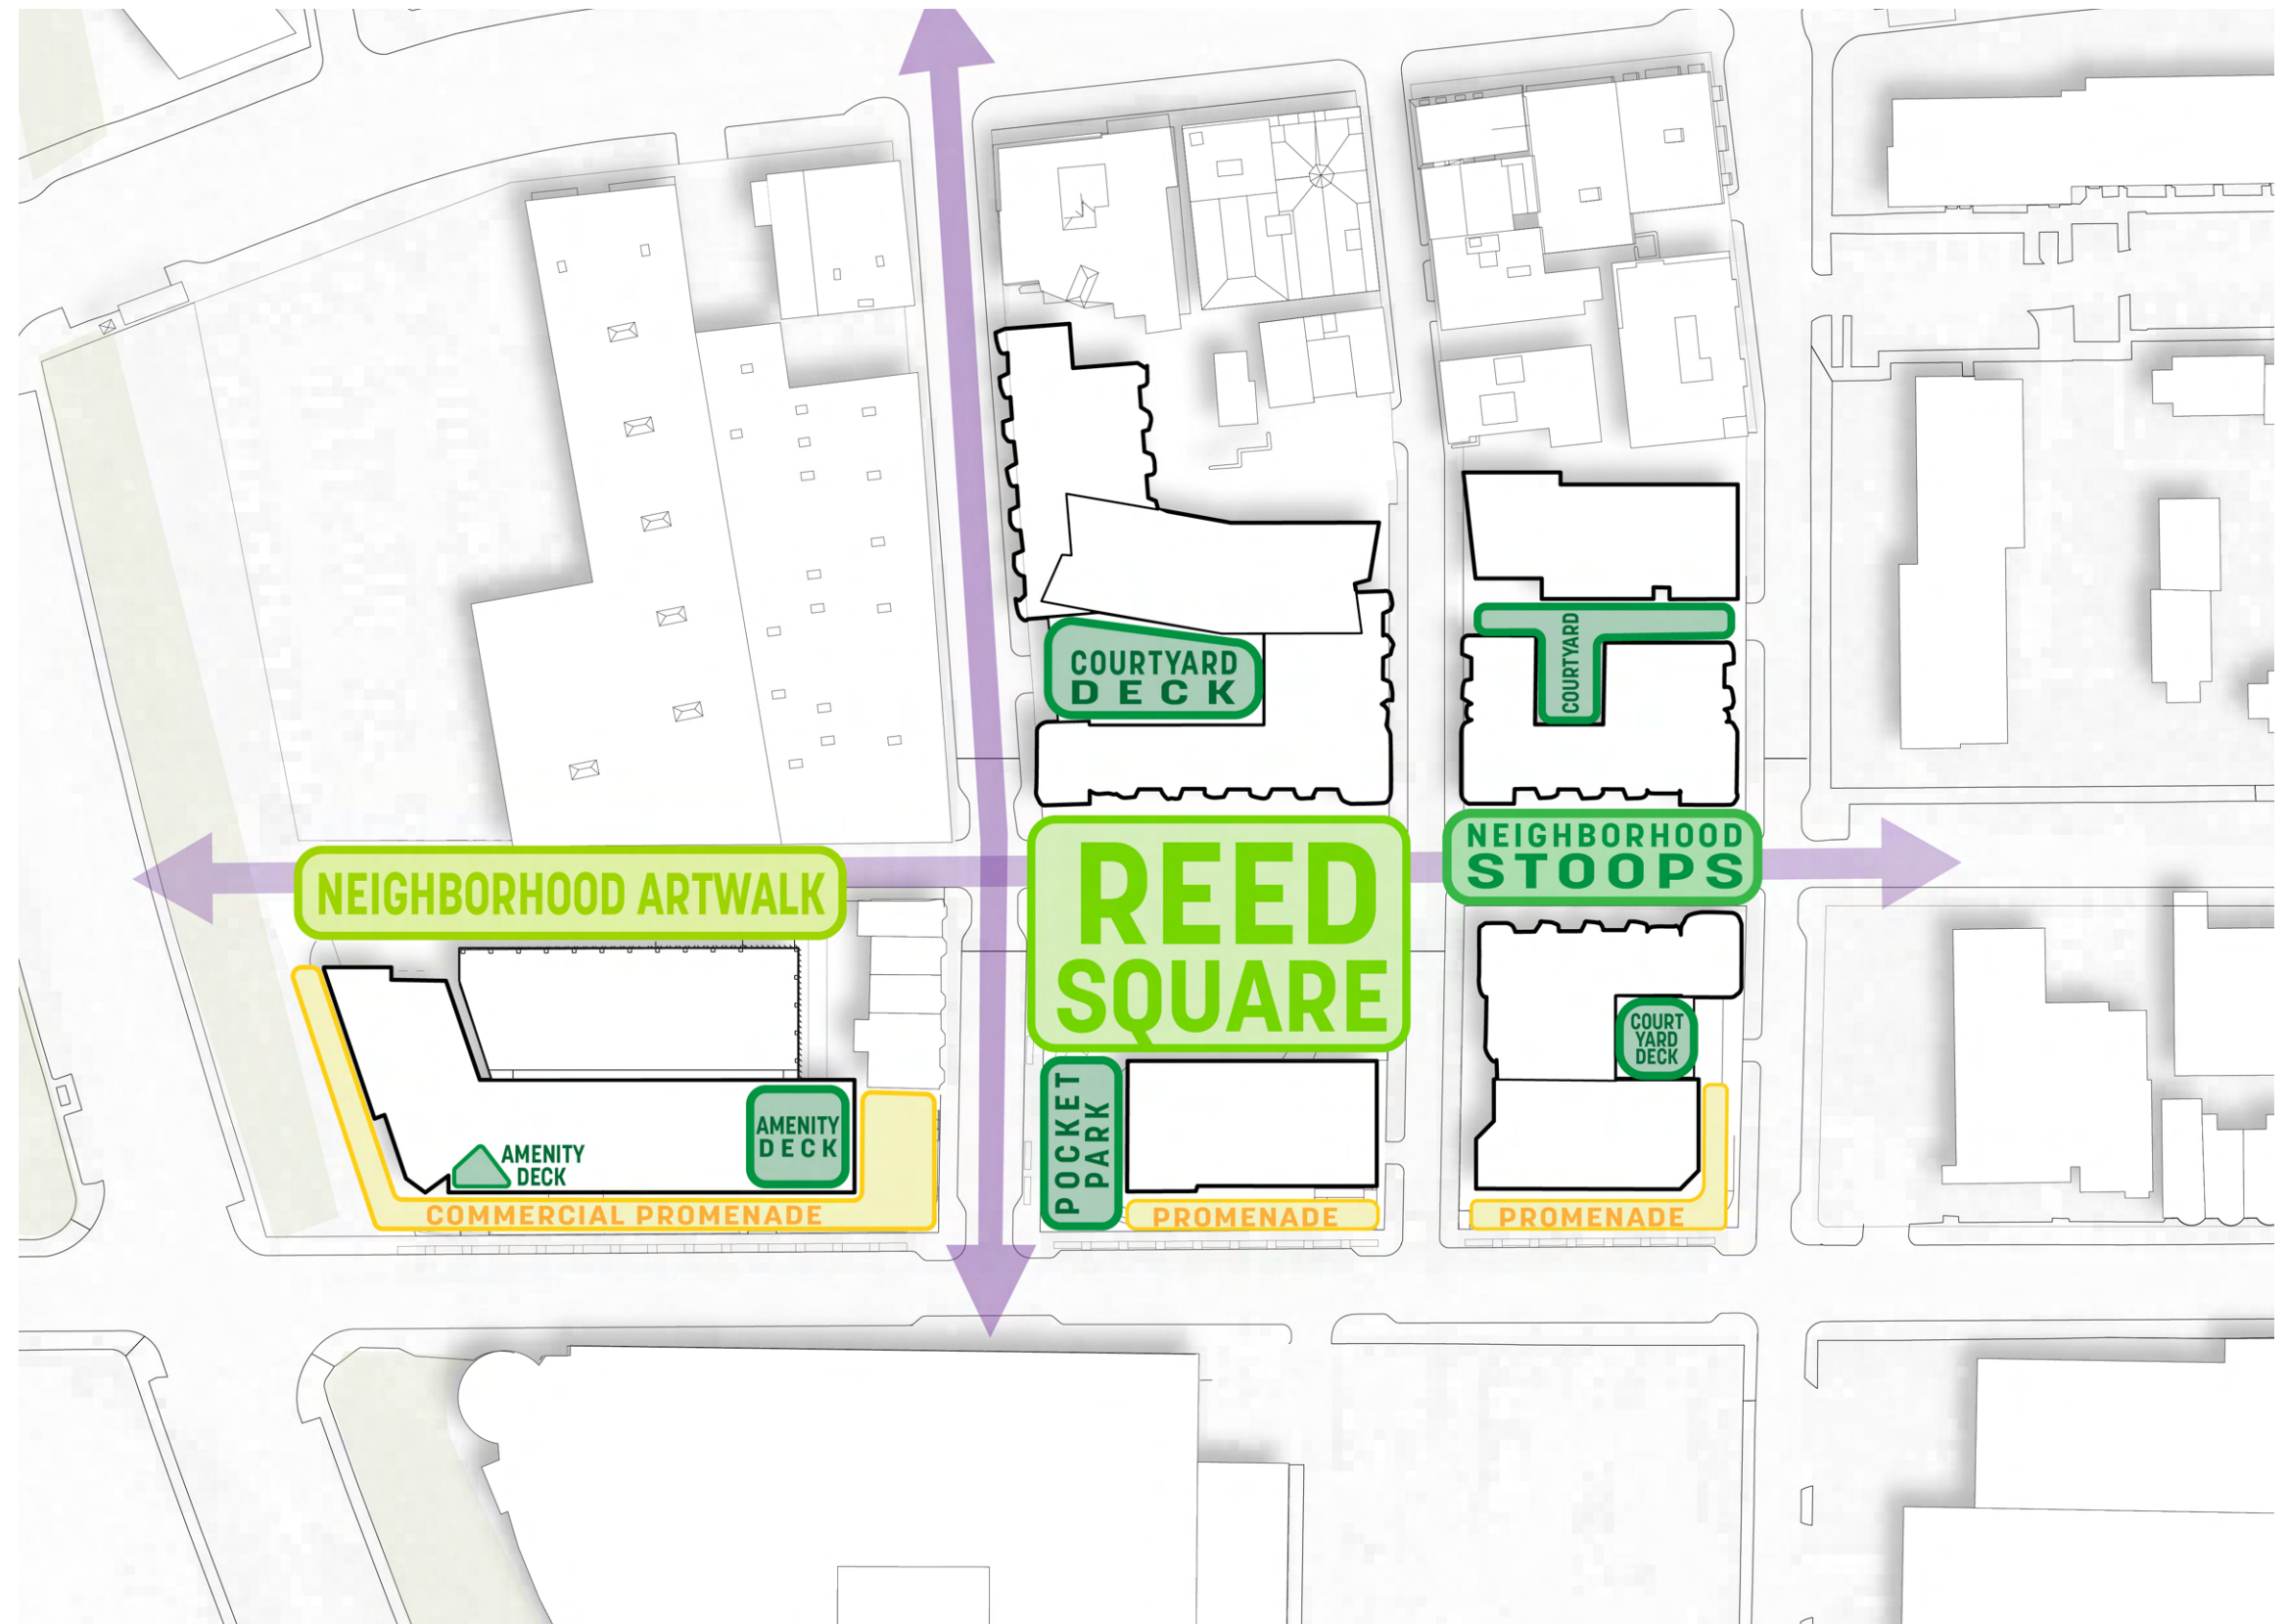 COURTYARD
DECK
COURTYARD
NEIGHBORHOOD ARTWALK
REED
SQUARE
NEIGHBORHOOD
STOOPS
COURT
YARD
DECK
AMENITY
DECK
AMENITY
DECK
POCKET
PARK
COMMERCIAL PROMENADE
PROMENADE
PROMENADE